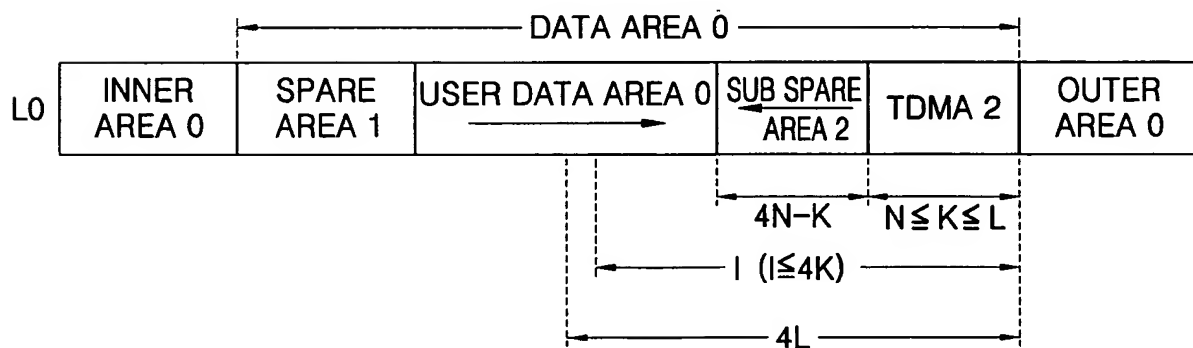 DATA AREA 0
L0
INNER
AREA 0
SPARE
AREA 1
USER DATA AREA 0
SUB SPARE
AREA 2
TDMA 2
OUTER
AREA 0
4N-K
N≦K≦L
I (I≦4K)
4L